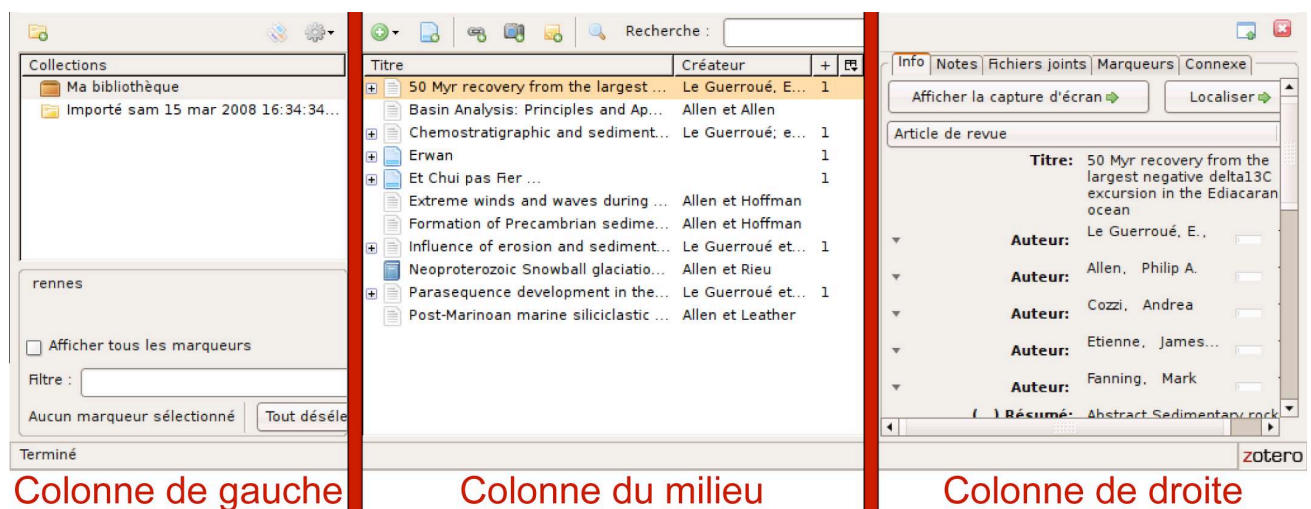 Collections
Ma bibliothèque
Importé sam 15 mar 2008 16:34:34...
rennes
Afficher tous les marqueurs
Filtre :
Aucun marqueur sélectionné
Tout désélé
Terminé
Colonne de gauche
Recherche :
Titre Créateur +
50 Myr recovery from the largest ... Le Guerroué, E... 1
Basin Analysis: Principles and Ap... Allen et Allen
Chemostratigraphic and sediment... Le Guerroué; e... 1
Erwan 1
Et Chui pas Fier ... 1
Extreme winds and waves during ... Allen et Hoffman
Formation of Precambrian sedime... Allen et Hoffman
Influence of erosion and sediment... Le Guerroué et... 1
Neoproterozoic Snowball glaciatio... Allen et Rieu
Parasequence development in the... Le Guerroué et... 1
Post-Marinoan marine siliciclastic ... Allen et Leather
Colonne du milieu
Info Notes Fichiers joints Marqueurs Connexe
Afficher la capture d'écran Localiser
Article de revue
Titre: 50 Myr recovery from the
largest negative delta13C
excursion in the Ediacaran
ocean
Auteur: Le Guerroué, E.,
Auteur: Allen, Philip A.
Auteur: Cozzi, Andrea
Auteur: Etienne, James...
Auteur: Fanning, Mark
(...) Résumé: Abstract Sedimentary rock
zotero
Colonne de droite